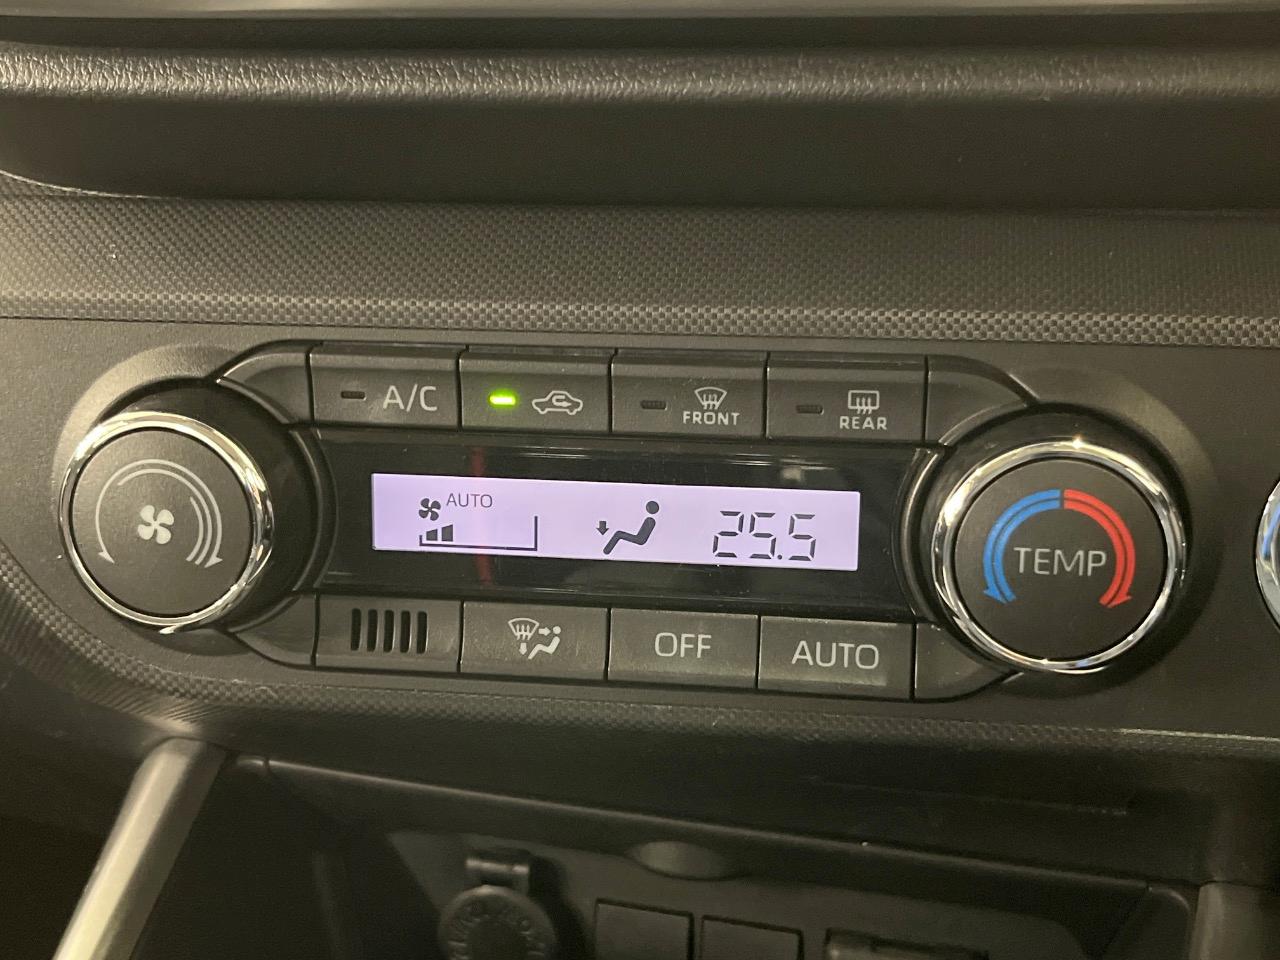 A/C
FRONT
REAR
AUTO
25.5
TEMP
OFF
AUTO